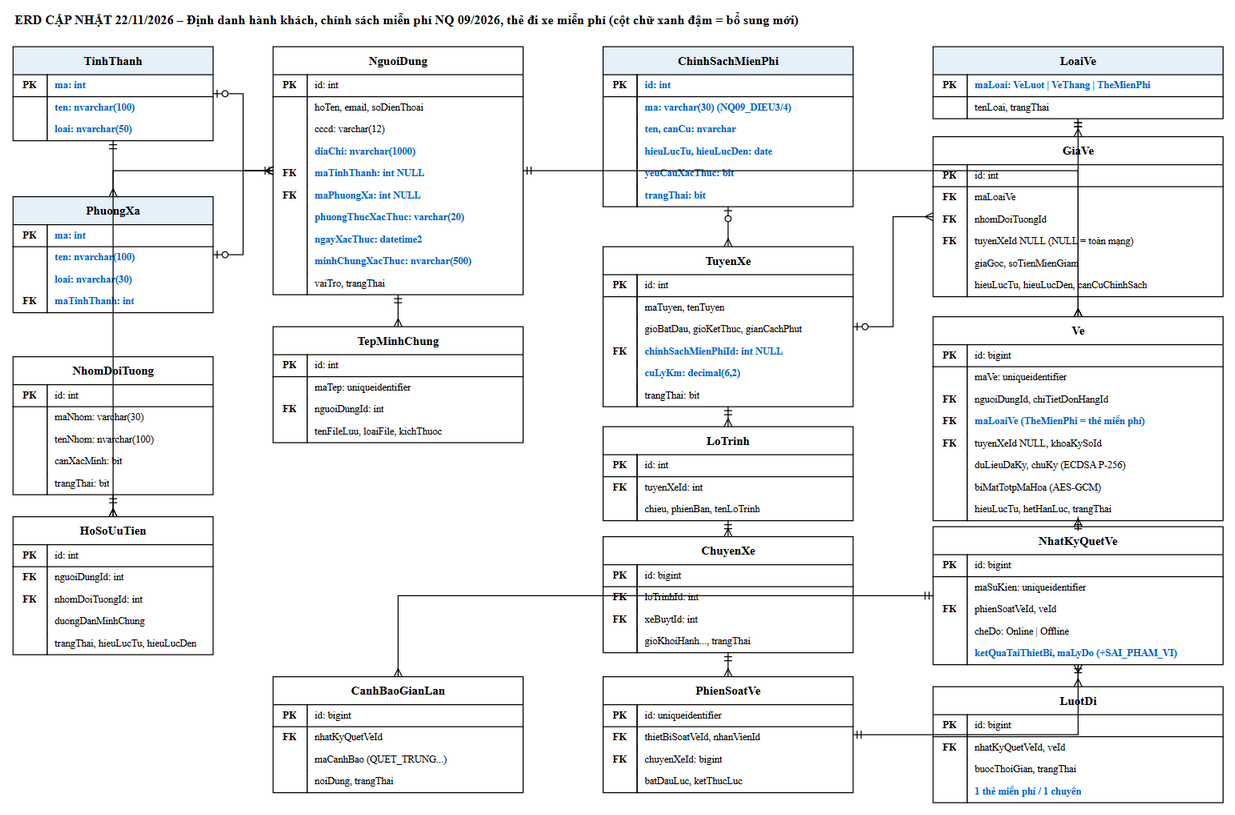 ERD CẬP NHẬT 22/11/2026 – Định danh hành khách, chính sách miễn phí NQ 09/2026, thẻ đi xe miễn phí (cột chữ xanh đậm = bổ sung mới)
TinhThanh
PK ma: int
ten: nvarchar(100)
loai: nvarchar(50)
PhuongXa
PK ma: int
ten: nvarchar(100)
loai: nvarchar(30)
FK maTinhThanh: int
NhomDoiTuong
PK id: int
maNhom: varchar(30)
tenNhom: nvarchar(100)
canXacMinh: bit
trangThai: bit
HoSoUuTien
PK id: int
FK nguoiDungId: int
FK nhomDoiTuongId: int
duongDanMinhChung
trangThai, hieuLucTu, hieuLucDen
NguoiDung
PK id: int
hoTen, email, soDienThoai
cccd: varchar(12)
diaChi: nvarchar(1000)
FK maTinhThanh: int NULL
FK maPhuongXa: int NULL
phuongThucXacThuc: varchar(20)
ngayXacThuc: datetime2
minhChungXacThuc: nvarchar(500)
vaiTro, trangThai
TepMinhChung
PK id: int
maTep: uniqueidentifier
FK nguoiDungId: int
tenFileLuu, loaiFile, kichThuoc
CanhBaoGianLan
PK id: bigint
FK nhatKyQuetVeId
maCanhBao (QUET_TRUNG...)
noiDung, trangThai
ChinhSachMienPhi
PK id: int
ma: varchar(30) (NQ09_DIEU3/4)
ten, canCu: nvarchar
hieuLucTu, hieuLucDen: date
yeuCauXacThuc: bit
trangThai: bit
TuyenXe
PK id: int
maTuyen, tenTuyen
gioBatDau, gioKetThuc, gianCachPhut
FK chinhSachMienPhiId: int NULL
cuLyKm: decimal(6,2)
trangThai: bit
LoTrinh
PK id: int
FK tuyenXeId: int
chieu, phienBan, tenLoTrinh
ChuyenXe
PK id: bigint
FK loTrinhId: int
FK xeBuytId: int
gioKhoiHanh..., trangThai
PhienSoatVe
PK id: uniqueidentifier
FK thietBiSoatVeId, nhanVienId
FK chuyenXeId: bigint
batDauLuc, ketThucLuc
LoaiVe
PK maLoai: VeLuot | VeThang | TheMienPhi
tenLoai, trangThai
GiaVe
PK id: int
FK maLoaiVe
FK nhomDoiTuongId
FK tuyenXeId NULL (NULL = toàn mạng)
giaGoc, soTienMienGiam
hieuLucTu, hieuLucDen, canCuChinhSach
Ve
PK id: bigint
maVe: uniqueidentifier
FK nguoiDungId, chiTietDonHangId
FK maLoaiVe (TheMienPhi = thẻ miễn phí)
FK tuyenXeId NULL, khoaKySoId
duLieuDaKy, chuKy (ECDSA P-256)
biMatTotpMaHoa (AES-GCM)
hieuLucTu, hetHanLuc, trangThai
NhatKyQuetVe
PK id: bigint
maSuKien: uniqueidentifier
FK phienSoatVeId, veId
cheDo: Online | Offline
ketQuaTaiThietBi, maLyDo (+SAI_PHAM_VI)
LuotDi
PK id: bigint
FK nhatKyQuetVeId, veId
buocThoiGian, trangThai
1 thẻ miễn phí / 1 chuyến